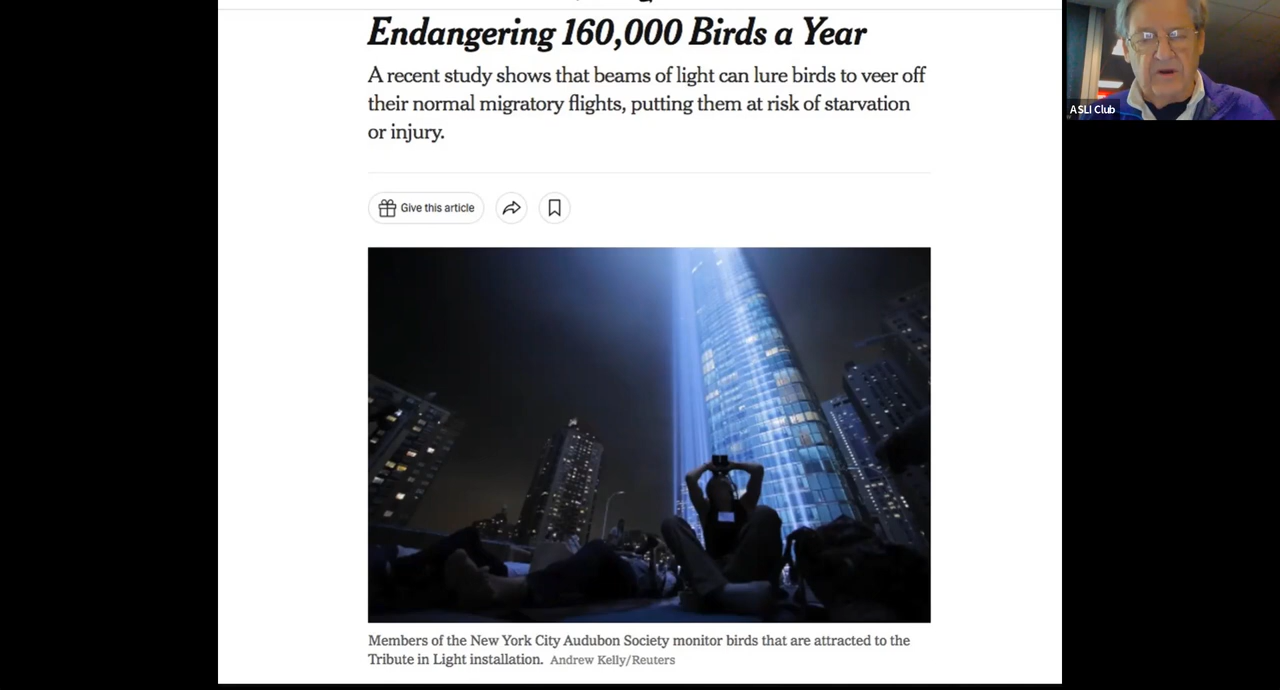 Endangering 160,000 Birds a Year
A recent study shows that beams of light can lure birds to veer off
their normal migratory flights, putting them at risk of starvation
or injury.
Give this article
Members of the New York City Audubon Society monitor birds that are attracted to the
Tribute in Light installation. Andrew Kelly/Reuters
ASLI Club